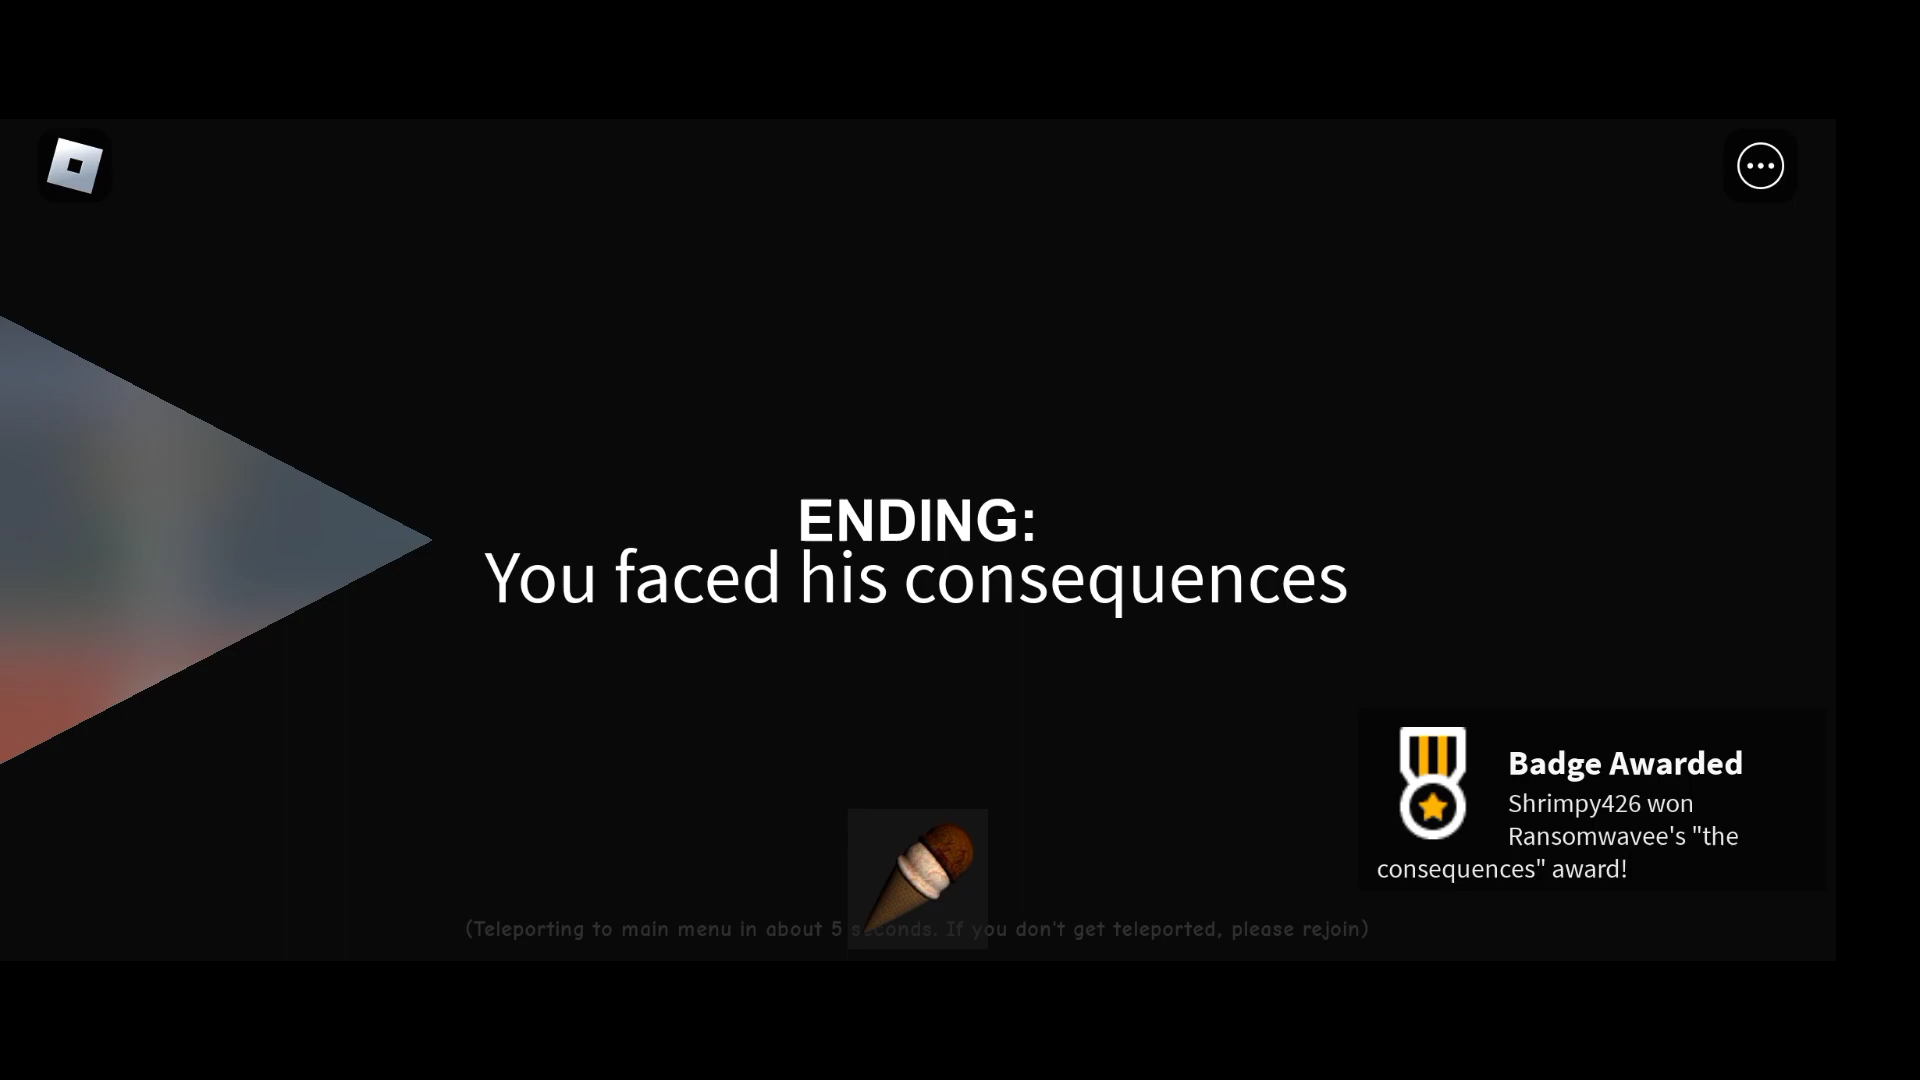 ENDING:
You faced his consequences
Badge Awarded
Shrimpy426 won
Ransomwavee's "the
consequences" award!
(Teleporting to main menu in about 5 seconds. If you don't get teleported, please rejoin)